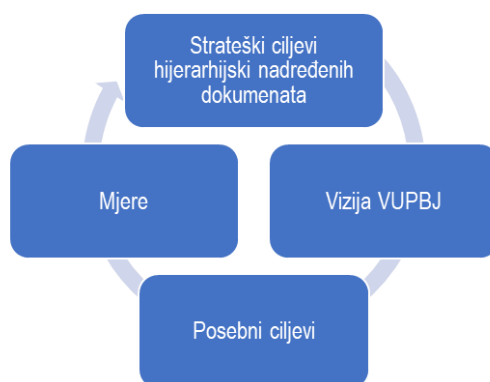 Strateški ciljevi
hijerarhijski nadređenih
dokumenata
Mjere
Vizija VUPBJ
Posebni ciljevi